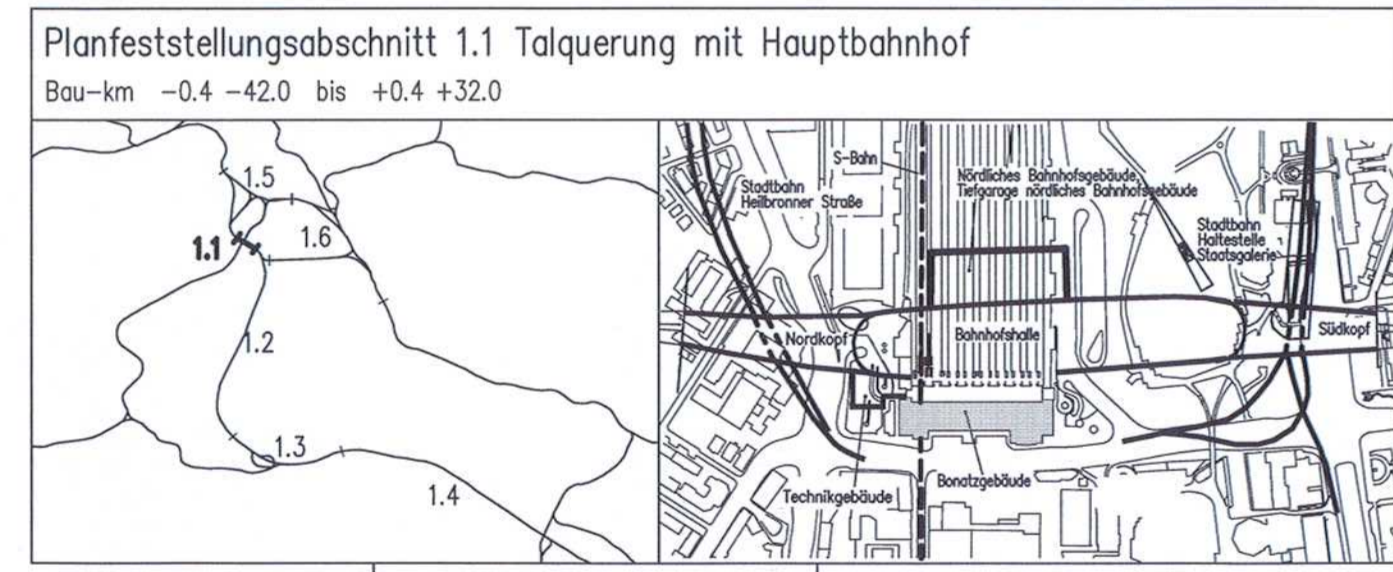 Planfeststellungsabschnitt 1.1 Talquerung mit Hauptbahnhof
Bau-km -0.4 -42.0 bis +0.4 +32.0
1.5
1.6
1.1
1.2
1.3
1.4
S-Bahn
Stadtbahn
Heilbronner Straße
Nördliches Bahnhofsgebäude,
Tiefgarage nördliches Bahnhofsgebäude
Stadtbahn
Haltestelle
Staatsgalerie
Nordkopf
Bahnhofshalle
Südkopf
Technikgebäude
Bonatzgebäude